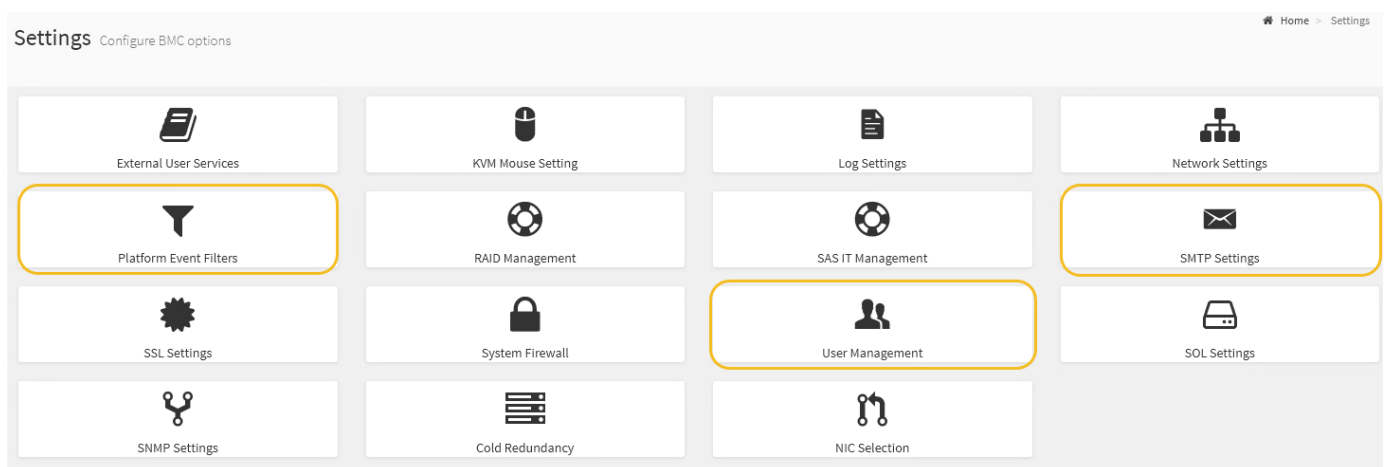 Home > Settings
Settings Configure BMC options
External User Services
KVM Mouse Setting
Log Settings
Network Settings
Platform Event Filters
RAID Management
SAS IT Management
SMTP Settings
SSL Settings
System Firewall
User Management
SOL Settings
SNMP Settings
Cold Redundancy
NIC Selection